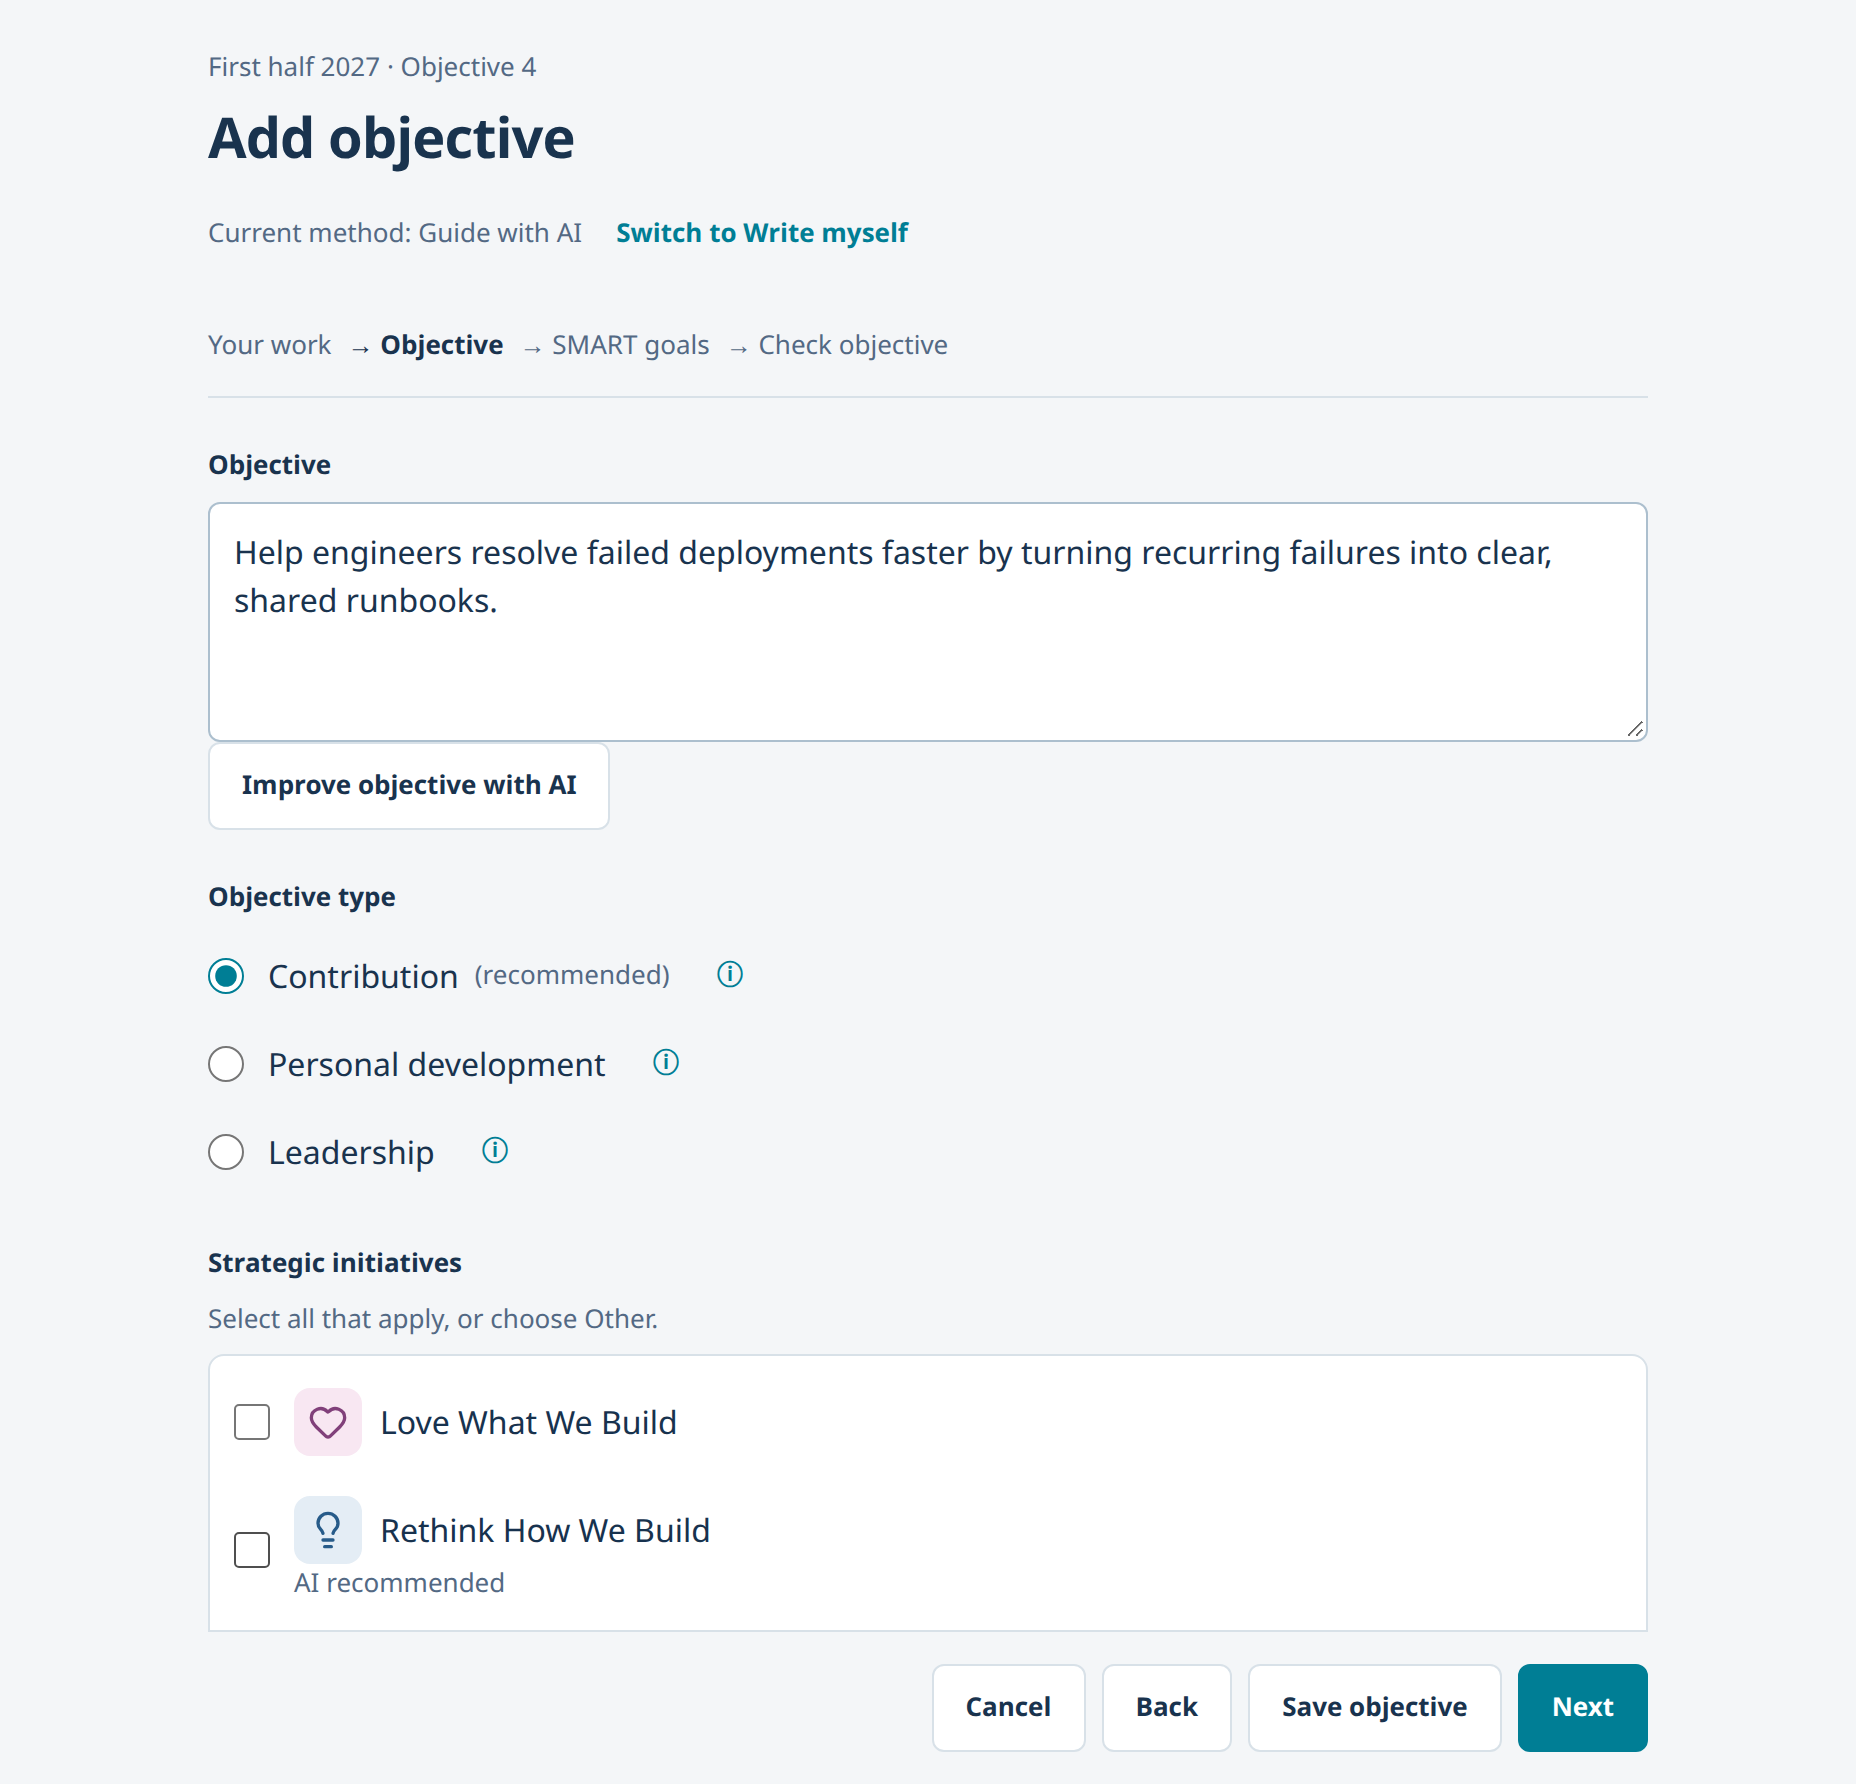 First half 2027 · Objective 4
Add objective
Current method: Guide with AI Switch to Write myself
Your work → Objective → SMART goals → Check objective
Objective
Help engineers resolve failed deployments faster by turning recurring failures into clear,
shared runbooks.
Improve objective with AI
Objective type
Contribution (recommended)
Personal development
Leadership
Strategic initiatives
Select all that apply, or choose Other.
Love What We Build
Rethink How We Build
AI recommended
Cancel Back Save objective Next